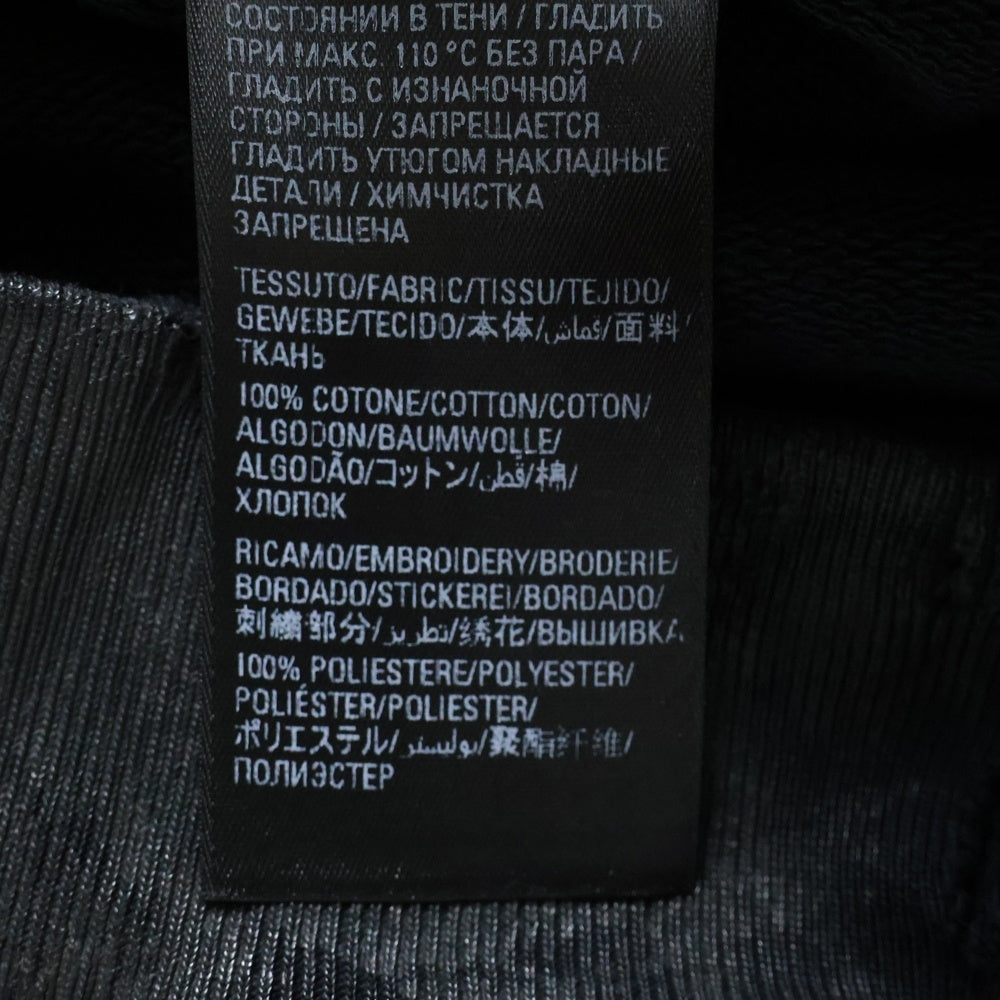 СОСТОЯНИИ В ТЕНИ / ГЛАДИТЬ
ПРИ МАКС. 110 °C БЕЗ ПАРА /
ГЛАДИТЬ С ИЗНАНОЧНОЙ
СТОРОНЫ / ЗАПРЕЩАЕТСЯ
ГЛАДИТЬ УТЮГОМ НАКЛАДНЫЕ
ДЕТАЛИ / ХИМЧИСТКА
ЗАПРЕЩЕНА
TESSUTO/FABRIC/TISSU/TEJIDO/
GEWEBE/TECIDO/本体/قماش/面料/
ТКАНЬ
100% COTONE/COTTON/COTON/
ALGODON/BAUMWOLLE/
ALGODÃO/コットン/قطن/棉/
ХЛОПОК
RICAMO/EMBROIDERY/BRODERIE/
BORDADO/STICKEREI/BORDADO/
刺繍部分/تطريز/绣花/ВЫШИВКА
100% POLIESTERE/POLYESTER/
POLIÉSTER/POLIESTER/
ポリエステル/بوليستر/聚酯纤维/
ПОЛИЭСТЕР